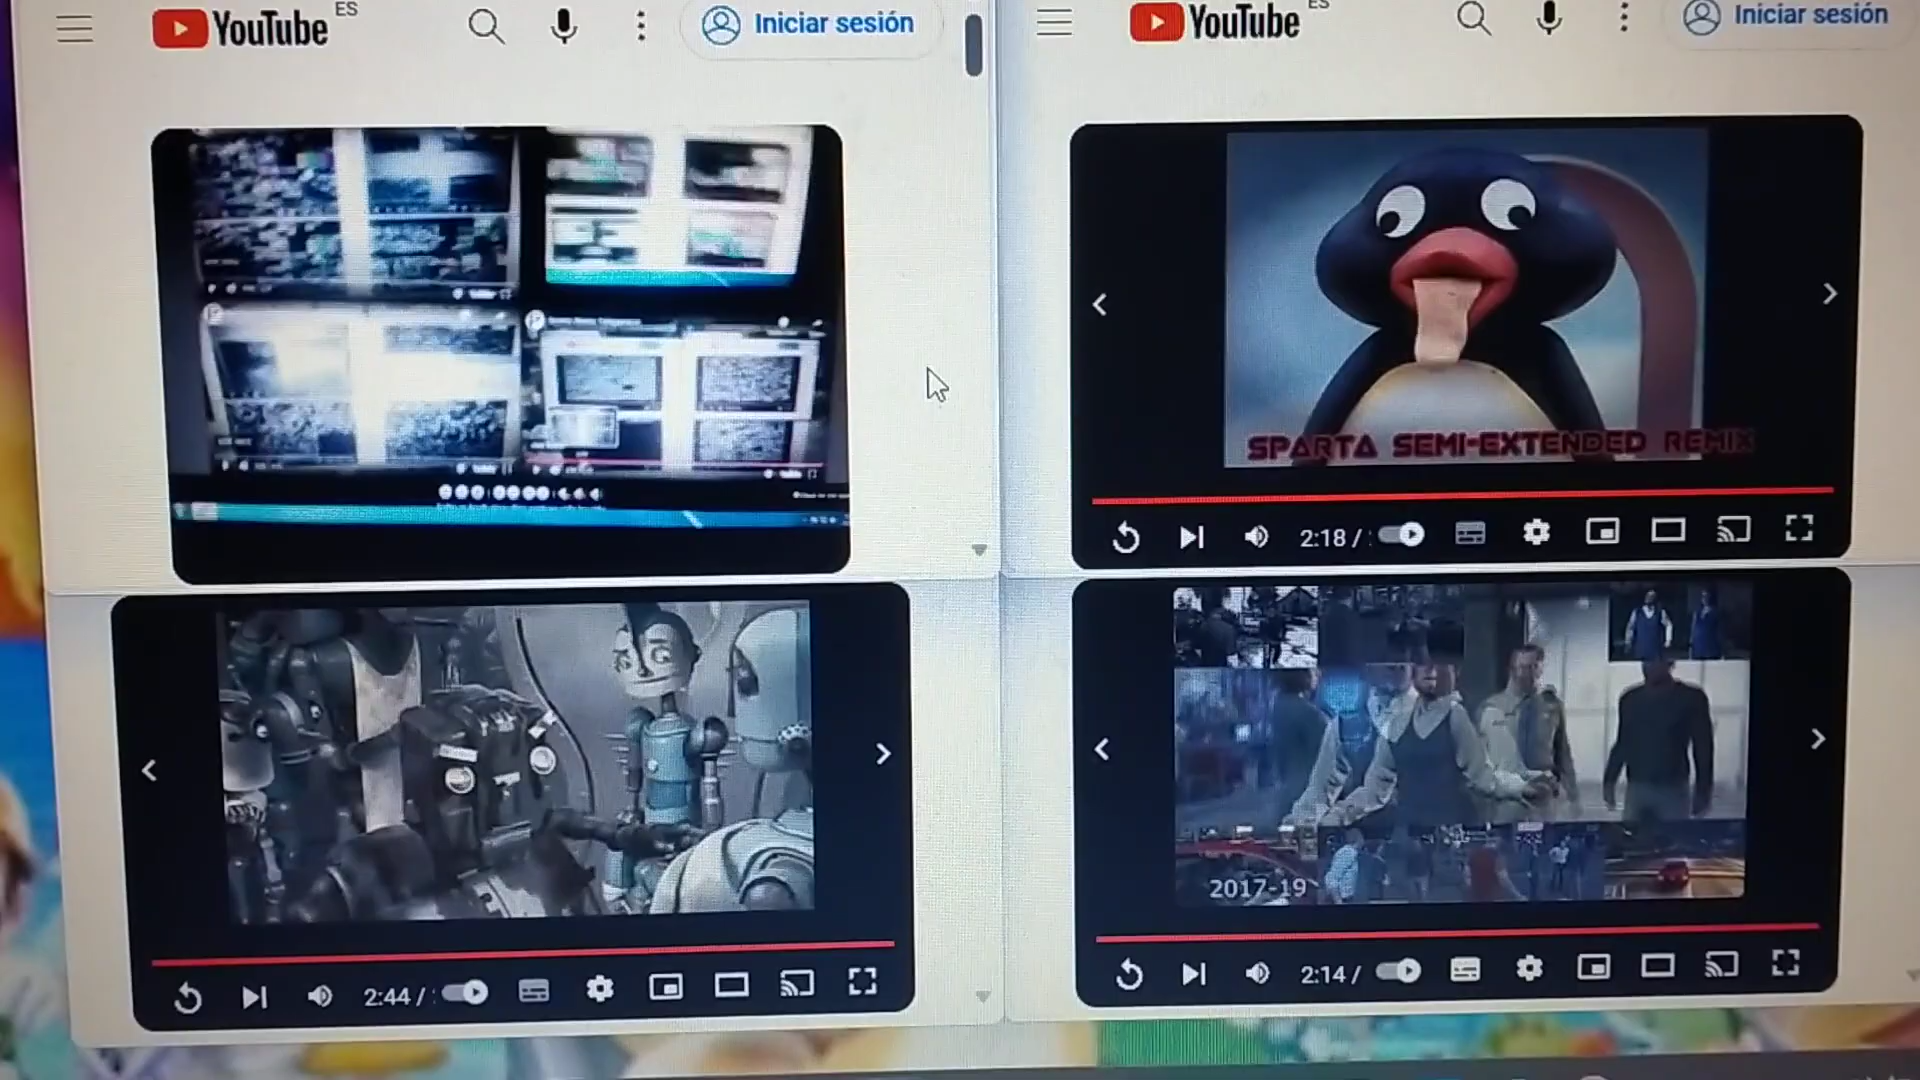 YouTube ES
Iniciar sesión
YouTube ES
Iniciar sesión
SPARTA SEMI-EXTENDED REMIX
2:18 /
2:44 /
2017-19
2:14 /